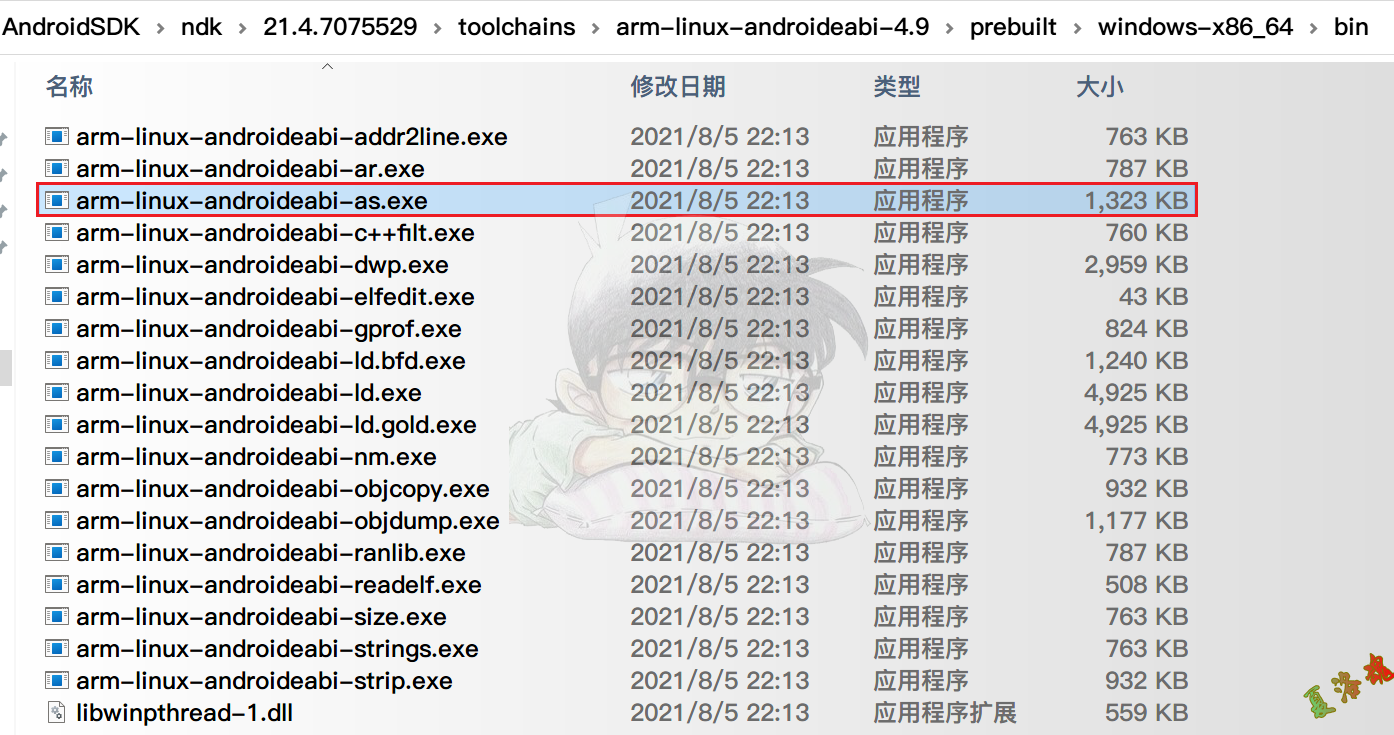 AndroidSDK > ndk > 21.4.7075529 > toolchains > arm-linux-androideabi-4.9 > prebuilt > windows-x86_64 > bin
名称 修改日期 类型 大小
arm-linux-androideabi-addr2line.exe 2021/8/5 22:13 应用程序 763 KB
arm-linux-androideabi-ar.exe 2021/8/5 22:13 应用程序 787 KB
arm-linux-androideabi-as.exe 2021/8/5 22:13 应用程序 1,323 KB
arm-linux-androideabi-c++filt.exe 2021/8/5 22:13 应用程序 760 KB
arm-linux-androideabi-dwp.exe 2021/8/5 22:13 应用程序 2,959 KB
arm-linux-androideabi-elfedit.exe 2021/8/5 22:13 应用程序 43 KB
arm-linux-androideabi-gprof.exe 2021/8/5 22:13 应用程序 824 KB
arm-linux-androideabi-ld.bfd.exe 2021/8/5 22:13 应用程序 1,240 KB
arm-linux-androideabi-ld.exe 2021/8/5 22:13 应用程序 4,925 KB
arm-linux-androideabi-ld.gold.exe 2021/8/5 22:13 应用程序 4,925 KB
arm-linux-androideabi-nm.exe 2021/8/5 22:13 应用程序 773 KB
arm-linux-androideabi-objcopy.exe 2021/8/5 22:13 应用程序 932 KB
arm-linux-androideabi-objdump.exe 2021/8/5 22:13 应用程序 1,177 KB
arm-linux-androideabi-ranlib.exe 2021/8/5 22:13 应用程序 787 KB
arm-linux-androideabi-readelf.exe 2021/8/5 22:13 应用程序 508 KB
arm-linux-androideabi-size.exe 2021/8/5 22:13 应用程序 763 KB
arm-linux-androideabi-strings.exe 2021/8/5 22:13 应用程序 763 KB
arm-linux-androideabi-strip.exe 2021/8/5 22:13 应用程序 932 KB
libwinpthread-1.dll 2021/8/5 22:13 应用程序扩展 559 KB